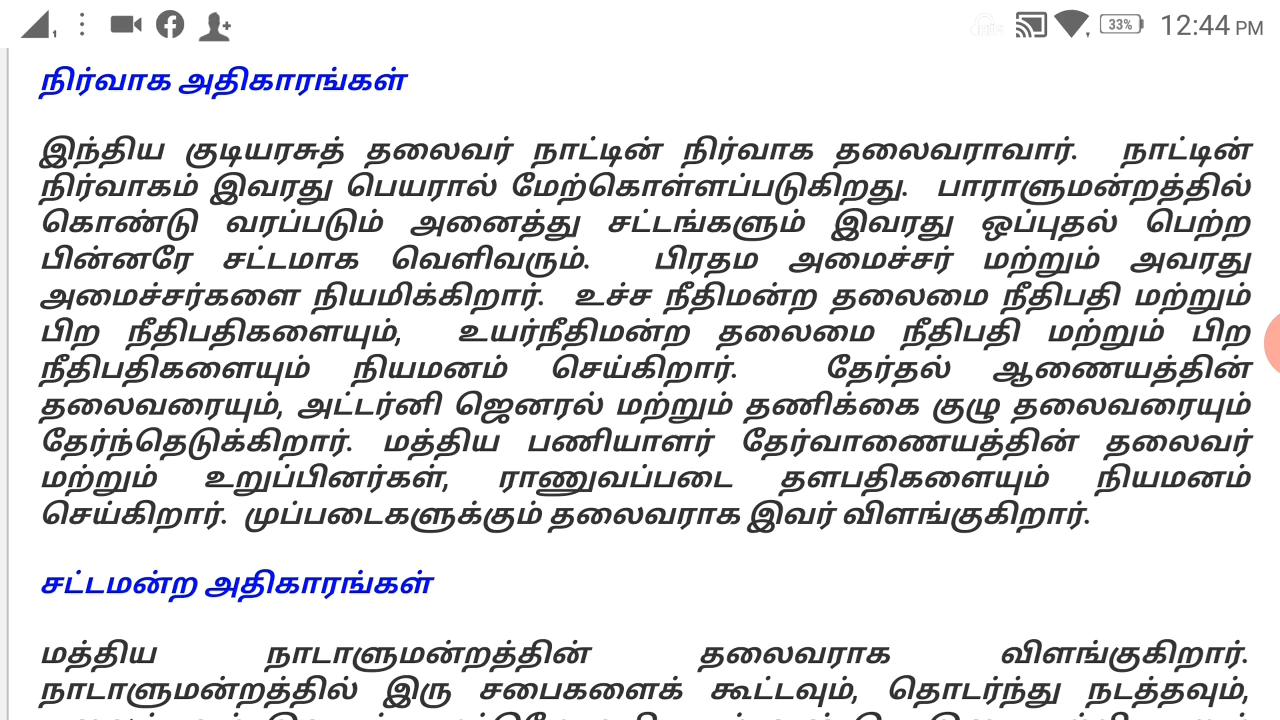 33%
12:44 PM
நிர்வாக அதிகாரங்கள்
இந்திய குடியரசுத் தலைவர் நாட்டின் நிர்வாக தலைவராவார். நாட்டின்
நிர்வாகம் இவரது பெயரால் மேற்கொள்ளப்படுகிறது. பாராளுமன்றத்தில்
கொண்டு வரப்படும் அனைத்து சட்டங்களும் இவரது ஒப்புதல் பெற்ற
பின்னரே சட்டமாக வெளிவரும். பிரதம அமைச்சர் மற்றும் அவரது
அமைச்சர்களை நியமிக்கிறார். உச்ச நீதிமன்ற தலைமை நீதிபதி மற்றும்
பிற நீதிபதிகளையும், உயர்நீதிமன்ற தலைமை நீதிபதி மற்றும் பிற
நீதிபதிகளையும் நியமனம் செய்கிறார். தேர்தல் ஆணையத்தின்
தலைவரையும், அட்டர்னி ஜெனரல் மற்றும் தணிக்கை குழு தலைவரையும்
தேர்ந்தெடுக்கிறார். மத்திய பணியாளர் தேர்வாணையத்தின் தலைவர்
மற்றும் உறுப்பினர்கள், ராணுவப்படை தளபதிகளையும் நியமனம்
செய்கிறார். முப்படைகளுக்கும் தலைவராக இவர் விளங்குகிறார்.
சட்டமன்ற அதிகாரங்கள்
மத்திய நாடாளுமன்றத்தின் தலைவராக விளங்குகிறார்.
நாடாளுமன்றத்தில் இரு சபைகளைக் கூட்டவும், தொடர்ந்து நடத்தவும்,